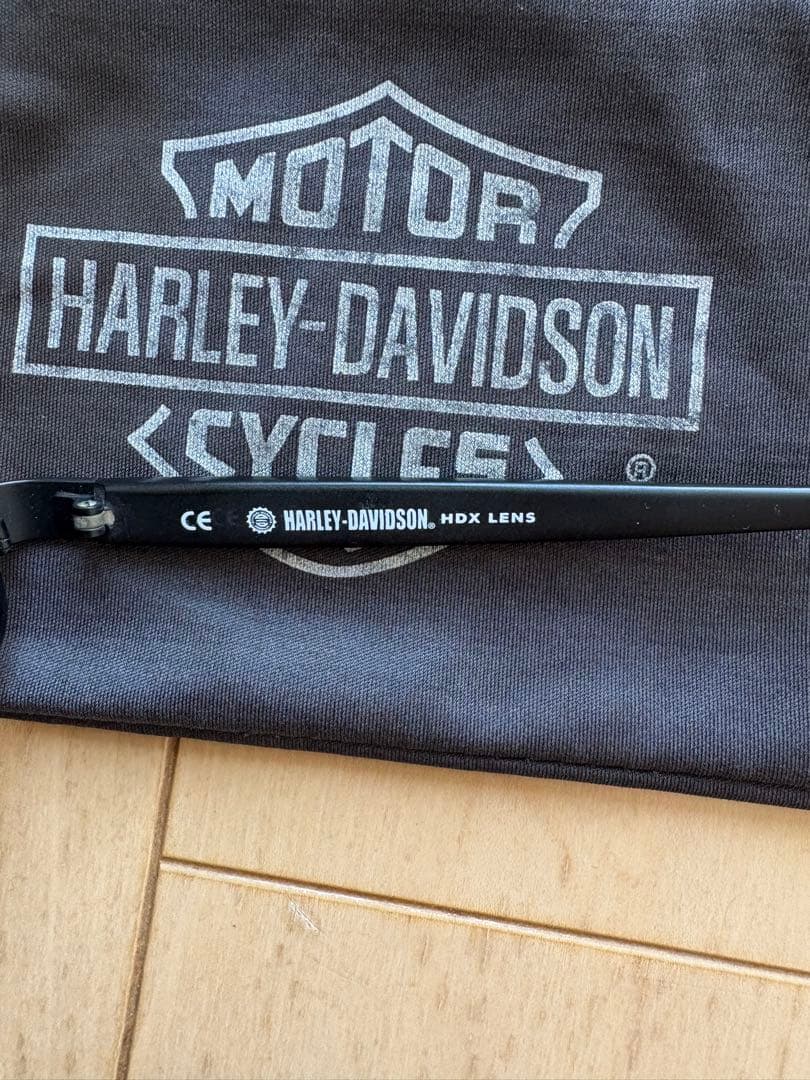 MOTOR
HARLEY-DAVIDSON
CYCLES
®
CE HARLEY-DAVIDSON® HDX LENS